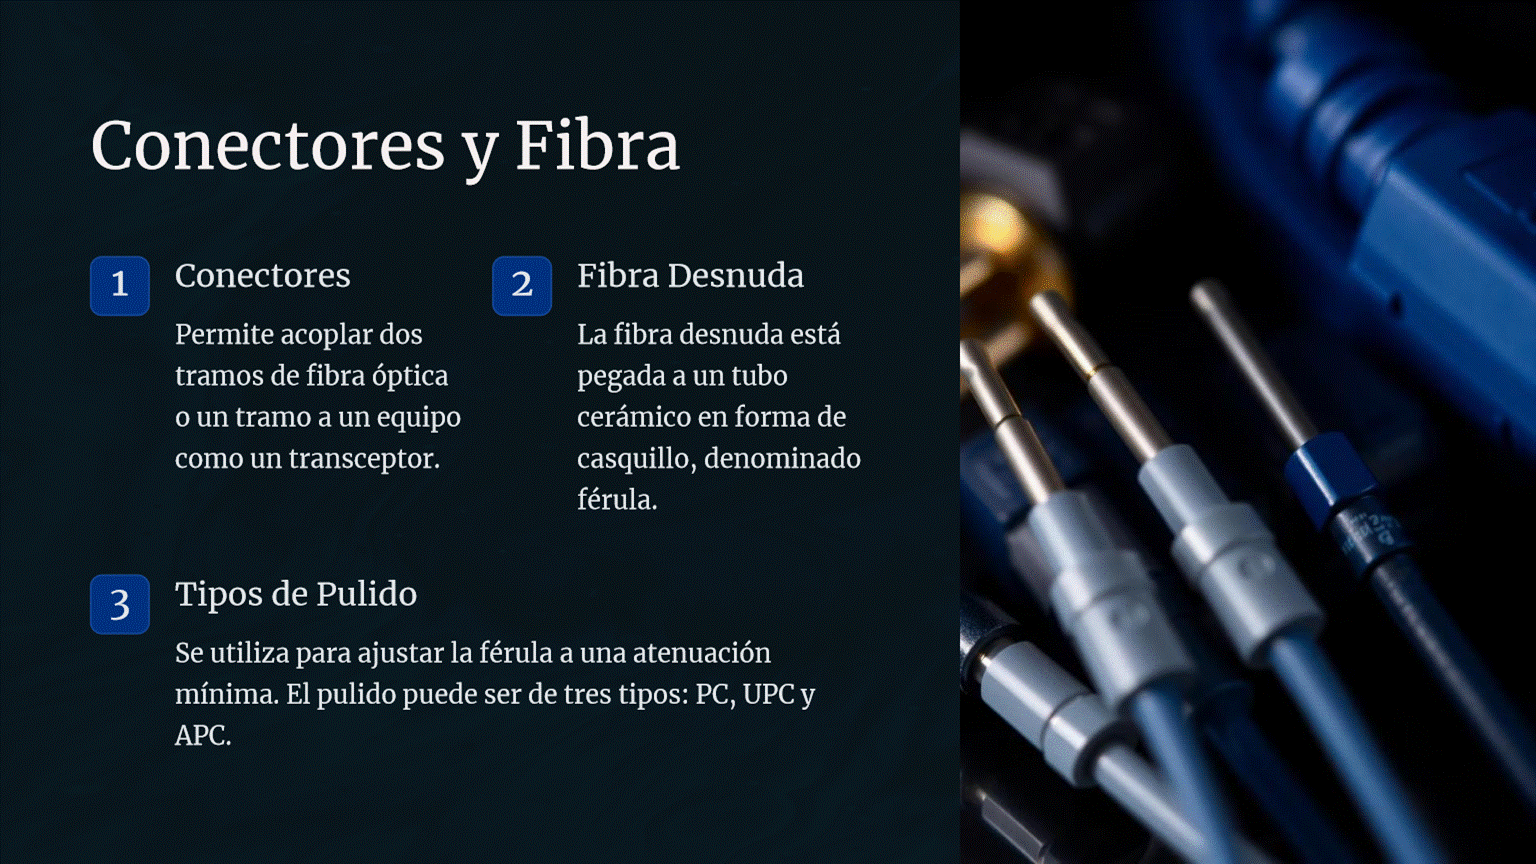 Conectores y Fibra
1
Conectores
Permite acoplar dos
tramos de fibra óptica
o un tramo a un equipo
como un transceptor.
2
Fibra Desnuda
La fibra desnuda está
pegada a un tubo
cerámico en forma de
casquillo, denominado
férula.
3
Tipos de Pulido
Se utiliza para ajustar la férula a una atenuación
mínima. El pulido puede ser de tres tipos: PC, UPC y
APC.